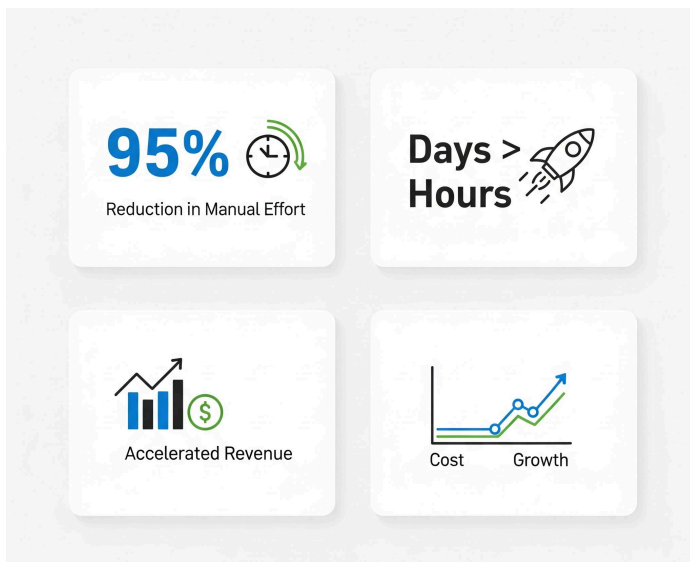 95%
Reduction in Manual Effort
Days >
Hours
$
Accelerated Revenue
Cost Growth